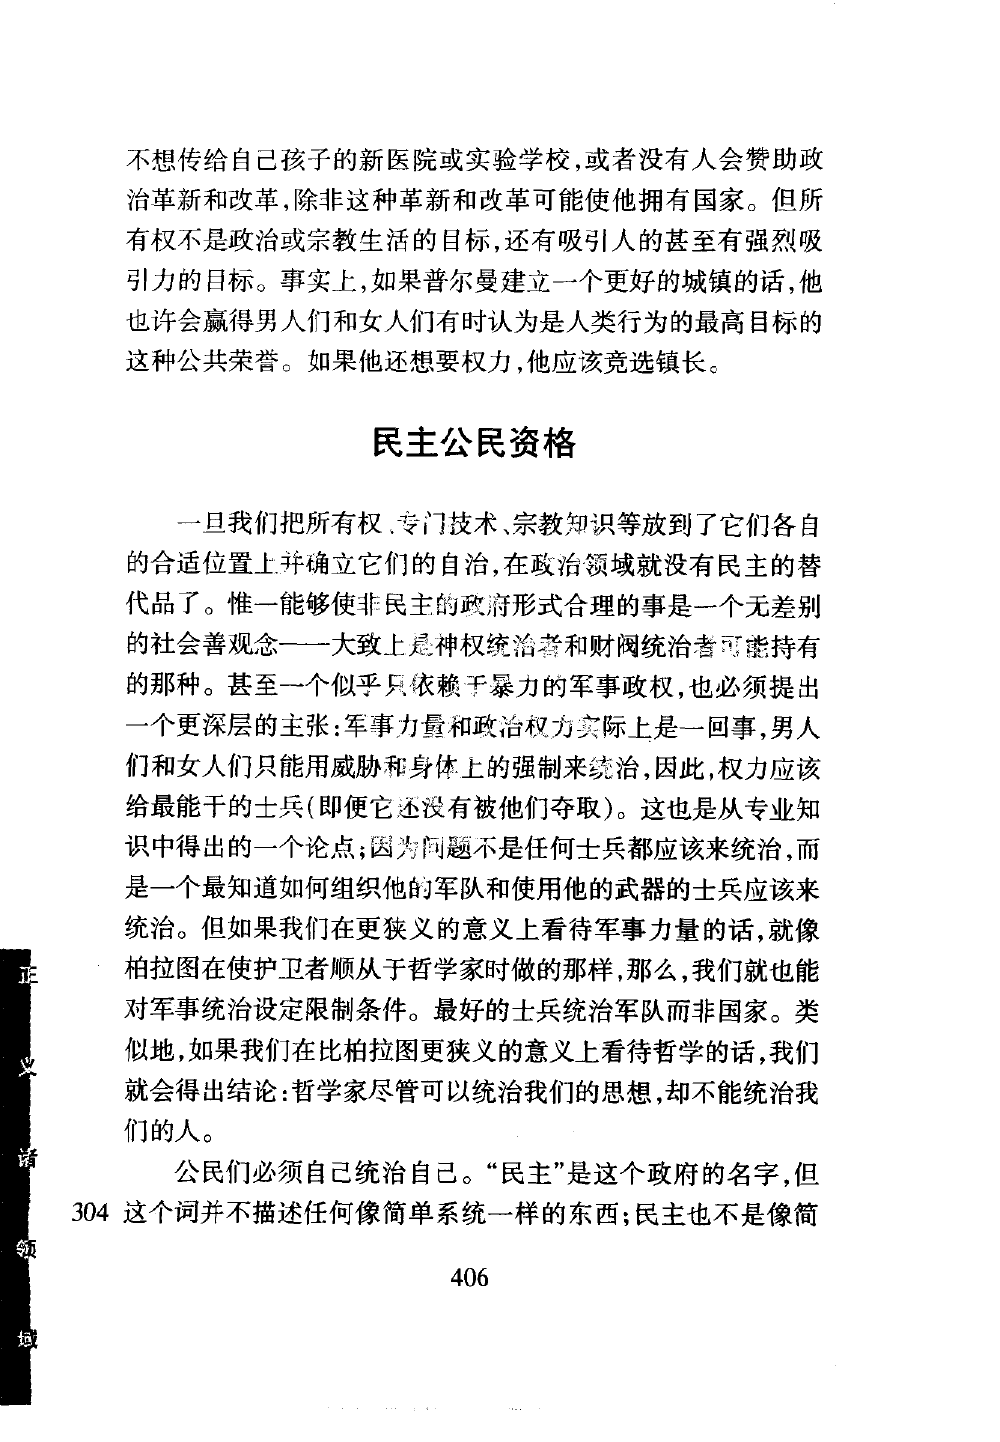 不想传给自己孩子的新医院或实验学校,或者没有人会赞助政
治革新和改革,除非这种革新和改革可能使他拥有国家。但所
有权不是政治或宗教生活的目标,还有吸引人的甚至有强烈吸
引力的目标。事实上,如果普尔曼建立一个更好的城镇的话,他
也许会赢得男人们和女人们有时认为是人类行为的最高目标的
这种公共荣誉。如果他还想要权力,他应该竞选镇长。
民主公民资格
一旦我们把所有权、专门技术、宗教知识等放到了它们各自
的合适位置上并确立它们的自治,在政治领域就没有民主的替
代品了。惟一能够使非民主的政府形式合理的事是一个无差别
的社会善观念——大致上是神权统治者和财阀统治者可能持有
的那种。甚至一个似乎只依赖于暴力的军事政权,也必须提出
一个更深层的主张:军事力量和政治权力实际上是一回事,男人
们和女人们只能用威胁和身体上的强制来统治,因此,权力应该
给最能干的士兵(即便它还没有被他们夺取)。这也是从专业知
识中得出的一个论点;因为问题不是任何士兵都应该来统治,而
是一个最知道如何组织他的军队和使用他的武器的士兵应该来
统治。但如果我们在更狭义的意义上看待军事力量的话,就像
柏拉图在使护卫者顺从于哲学家时做的那样,那么,我们就也能
对军事统治设定限制条件。最好的士兵统治军队而非国家。类
似地,如果我们在比柏拉图更狭义的意义上看待哲学的话,我们
就会得出结论:哲学家尽管可以统治我们的思想,却不能统治我
们的人。
公民们必须自己统治自己。“民主”是这个政府的名字,但
304 这个词并不描述任何像简单系统一样的东西;民主也不是像简
406
正
义
诸
领
域